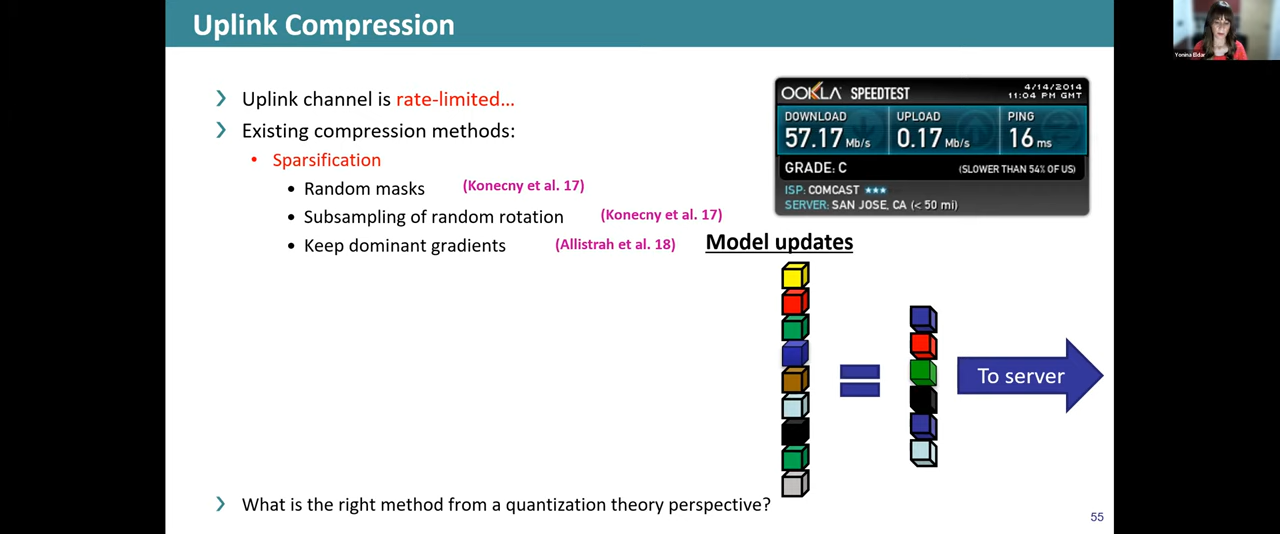 Uplink Compression
Uplink channel is rate-limited...
Existing compression methods:
Sparsification
Random masks (Konecny et al. 17)
Subsampling of random rotation (Konecny et al. 17)
Keep dominant gradients (Allistrah et al. 18)
OOKLA SPEEDTEST
4/14/2014
11:04 PM GMT
DOWNLOAD UPLOAD PING
57.17 Mb/s 0.17 Mb/s 16 ms
GRADE: C (SLOWER THAN 54% OF US)
ISP: COMCAST ★★★
SERVER: SAN JOSE, CA (< 50 mi)
Model updates
To server
What is the right method from a quantization theory perspective?
55
Yonina Eldar